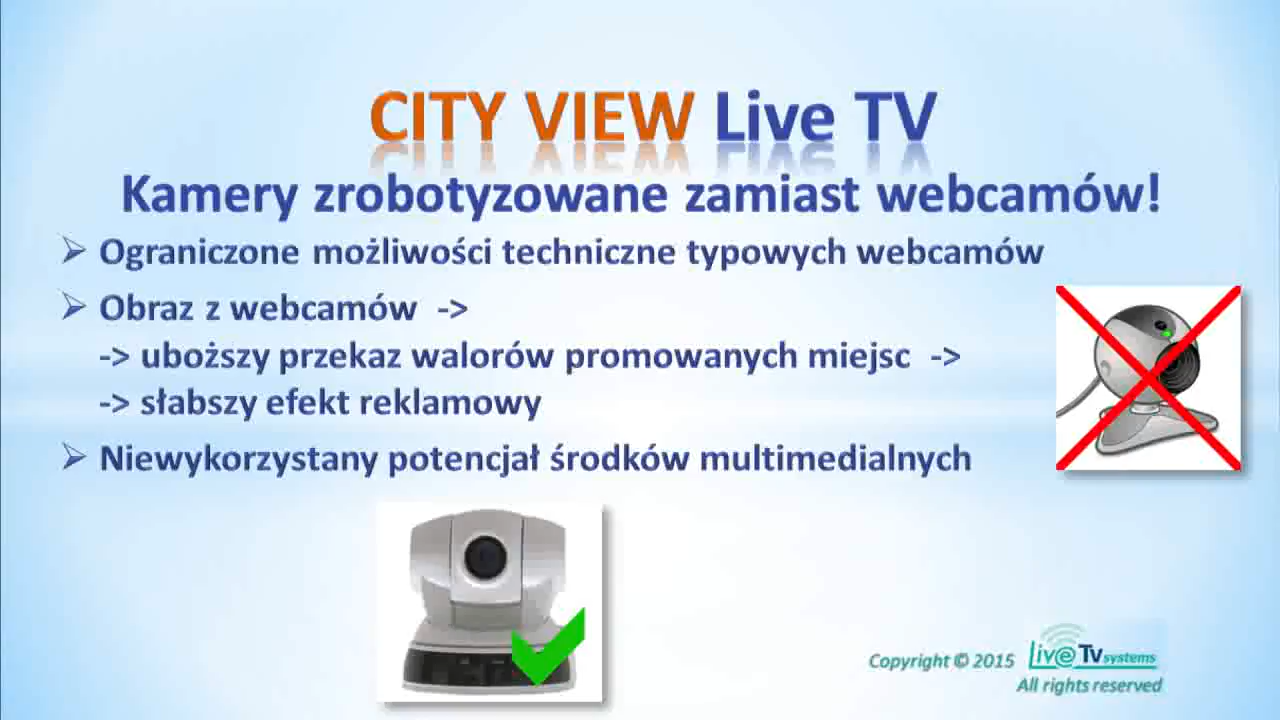 CITY VIEW Live TV
Kamery zrobotyzowane zamiast webcamów!
Ograniczone możliwości techniczne typowych webcamów
Obraz z webcamów ->
-> uboższy przekaz walorów promowanych miejsc ->
-> słabszy efekt reklamowy
Niewykorzystany potencjał środków multimedialnych
Copyright © 2015 Live Tv systems
All rights reserved